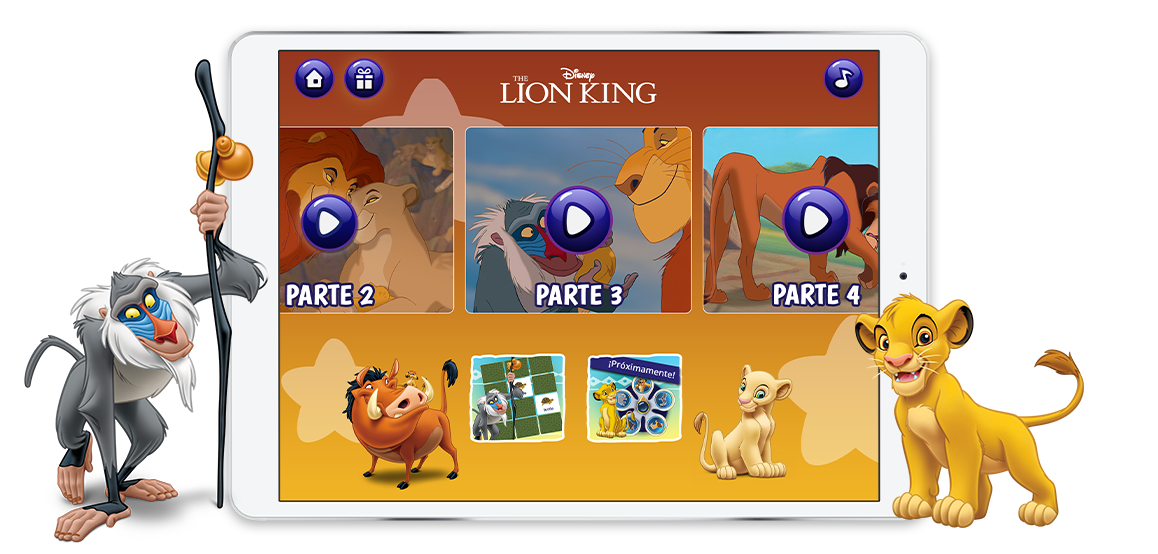 Disney
THE
LION KING
PARTE 2
PARTE 3
PARTE 4
¡Próximamente!